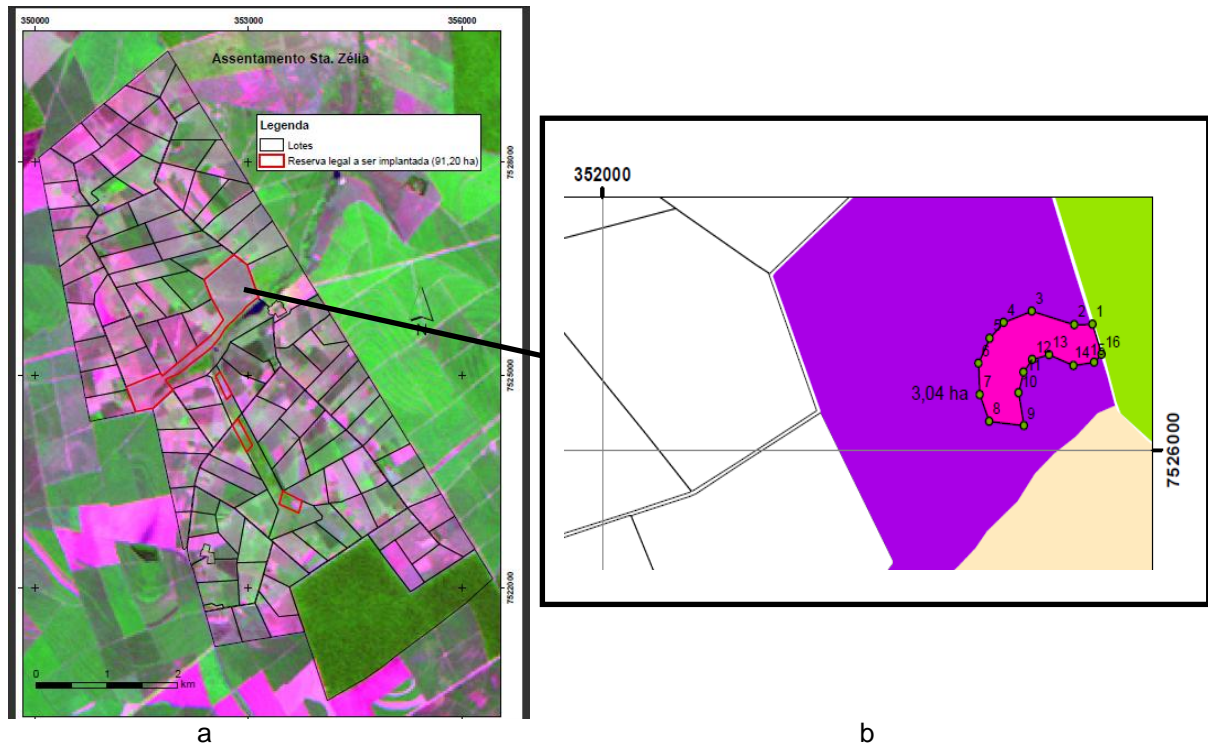 350000 353000 356000
Assentamento Sta. Zélia
Legenda
Lotes
Reserva legal a ser implantada (91,20 ha)
7528000
N
7525000
7522000
0 1 2
km
a
352000
3
4
2
1
5
6
13
12
14
15
16
11
7
10
3,04 ha
8
9
7526000
b